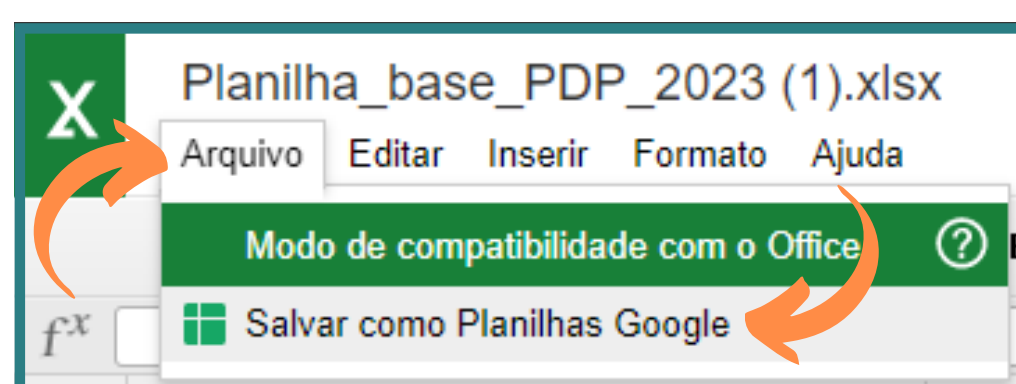 X
Planilha_base_PDP_2023 (1).xlsx
Arquivo Editar Inserir Formato Ajuda
Modo de compatibilidade com o Office ?
fx
Salvar como Planilhas Google